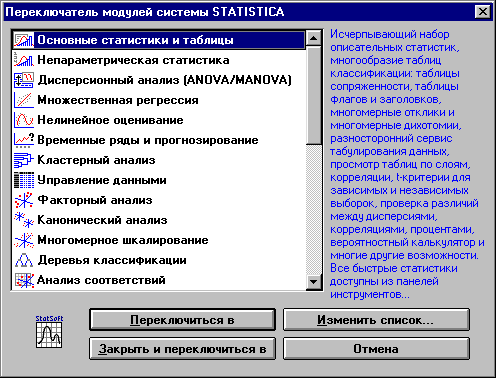 Переключатель модулей системы STATISTICA
Основные статистики и таблицы
Непараметрическая статистика
Дисперсионный анализ (ANOVA/MANOVA)
Множественная регрессия
Нелинейное оценивание
Временные ряды и прогнозирование
Кластерный анализ
Управление данными
Факторный анализ
Канонический анализ
Многомерное шкалирование
Деревья классификации
Анализ соответствий
Исчерпывающий набор
описательных статистик,
многообразие таблиц
классификации: таблицы
сопряженности, таблицы
флагов и заголовков,
многомерные отклики и
многомерные дихотомии,
разносторонний сервис
табулирования данных,
просмотр таблиц по слоям,
корреляции, t-критерии для
зависимых и независимых
выборок, проверка различий
между дисперсиями,
корреляциями, процентами,
вероятностный калькулятор и
многие другие возможности.
Все быстрые статистики
доступны из панелей
инструментов...
StatSoft
Переключиться в
Изменить список...
Закрыть и переключиться в
Отмена